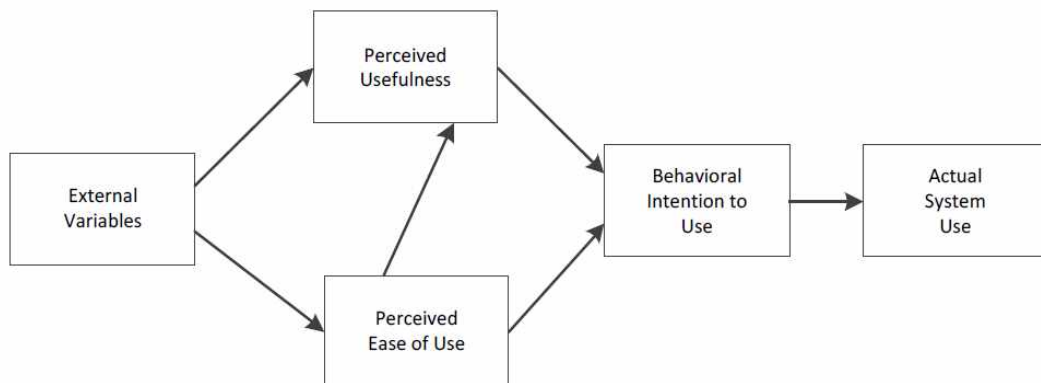 Perceived
Usefulness
External
Variables
Behavioral
Intention to
Use
Actual
System
Use
Perceived
Ease of Use